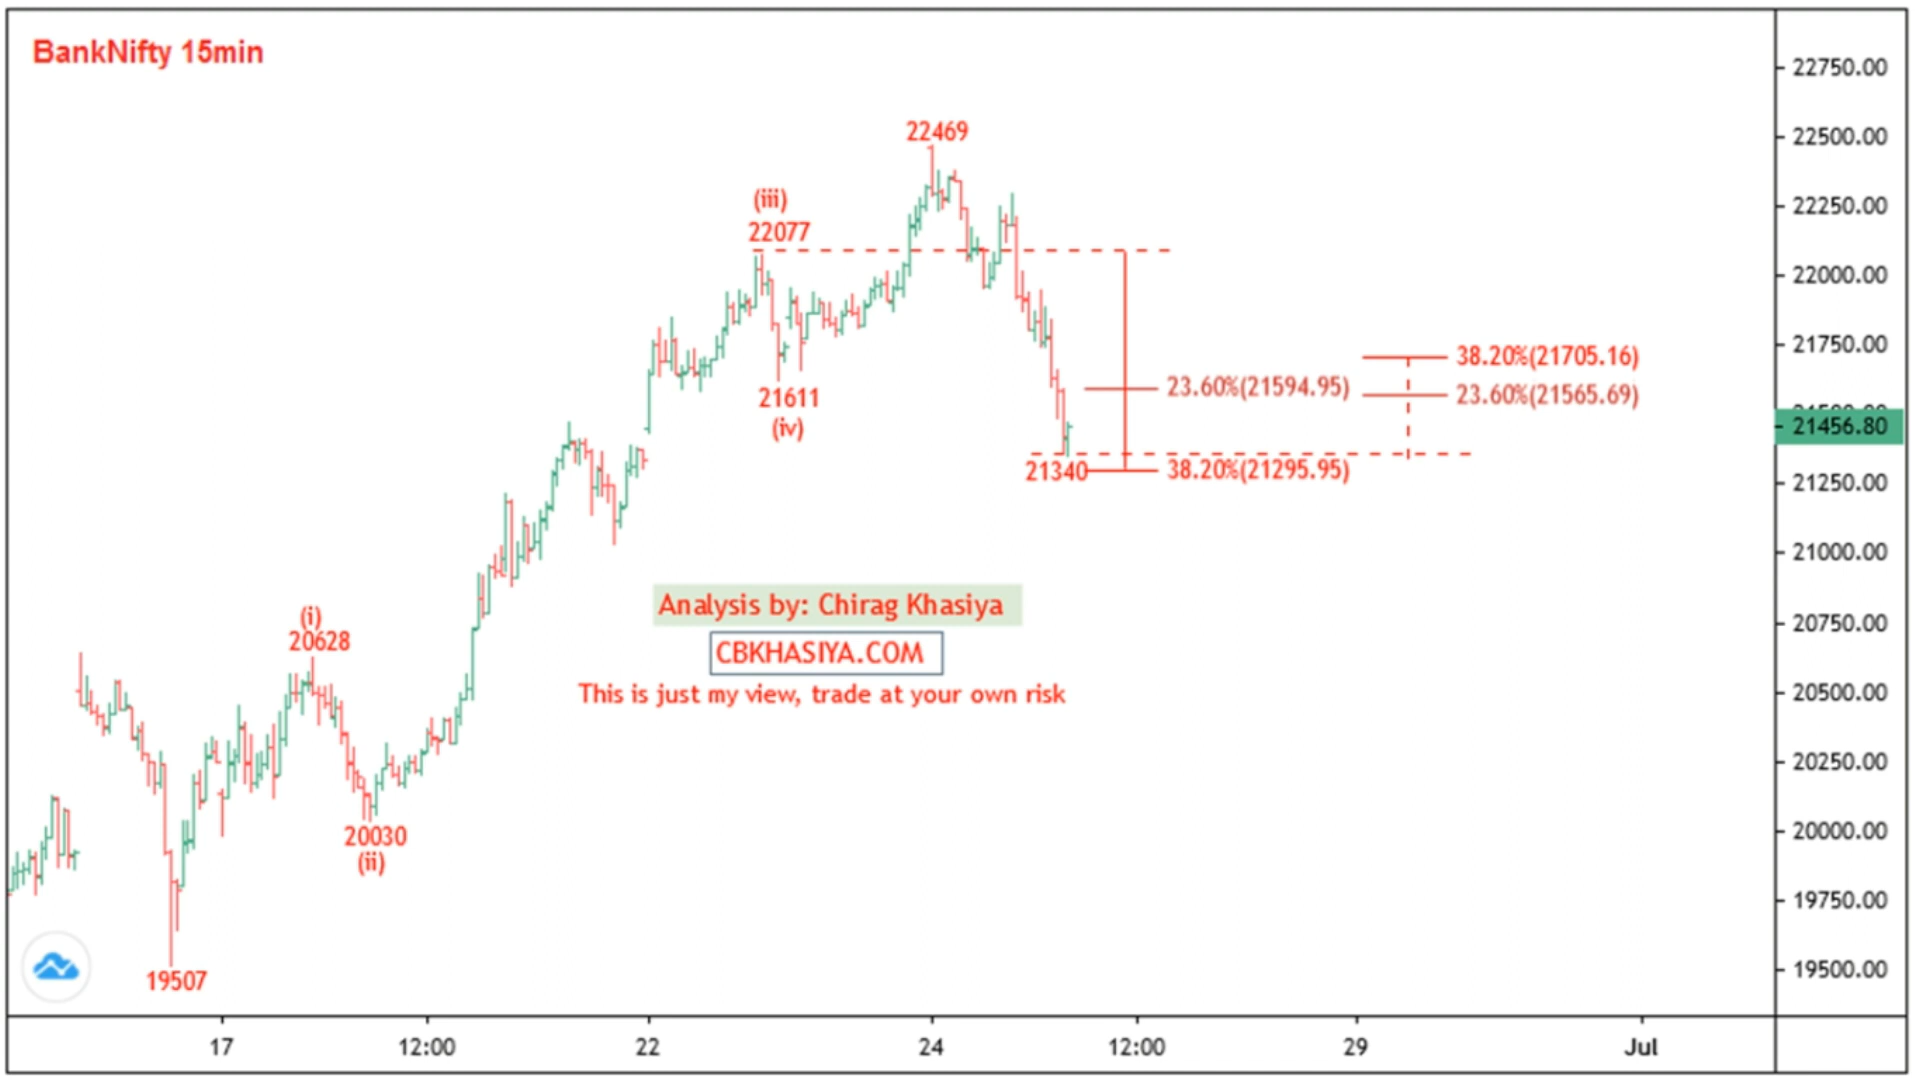 BankNifty 15min
22469
(iii)
22077
21611
(iv)
38.20%(21705.16)
23.60%(21594.95)
23.60%(21565.69)
21340
38.20%(21295.95)
(i)
20628
20030
(ii)
19507
Analysis by: Chirag Khasiya
CBKHASIYA.COM
This is just my view, trade at your own risk
22750.00
22500.00
22250.00
22000.00
21750.00
21456.80
21250.00
21000.00
20750.00
20500.00
20250.00
20000.00
19750.00
19500.00
17 12:00 22 24 12:00 29 Jul